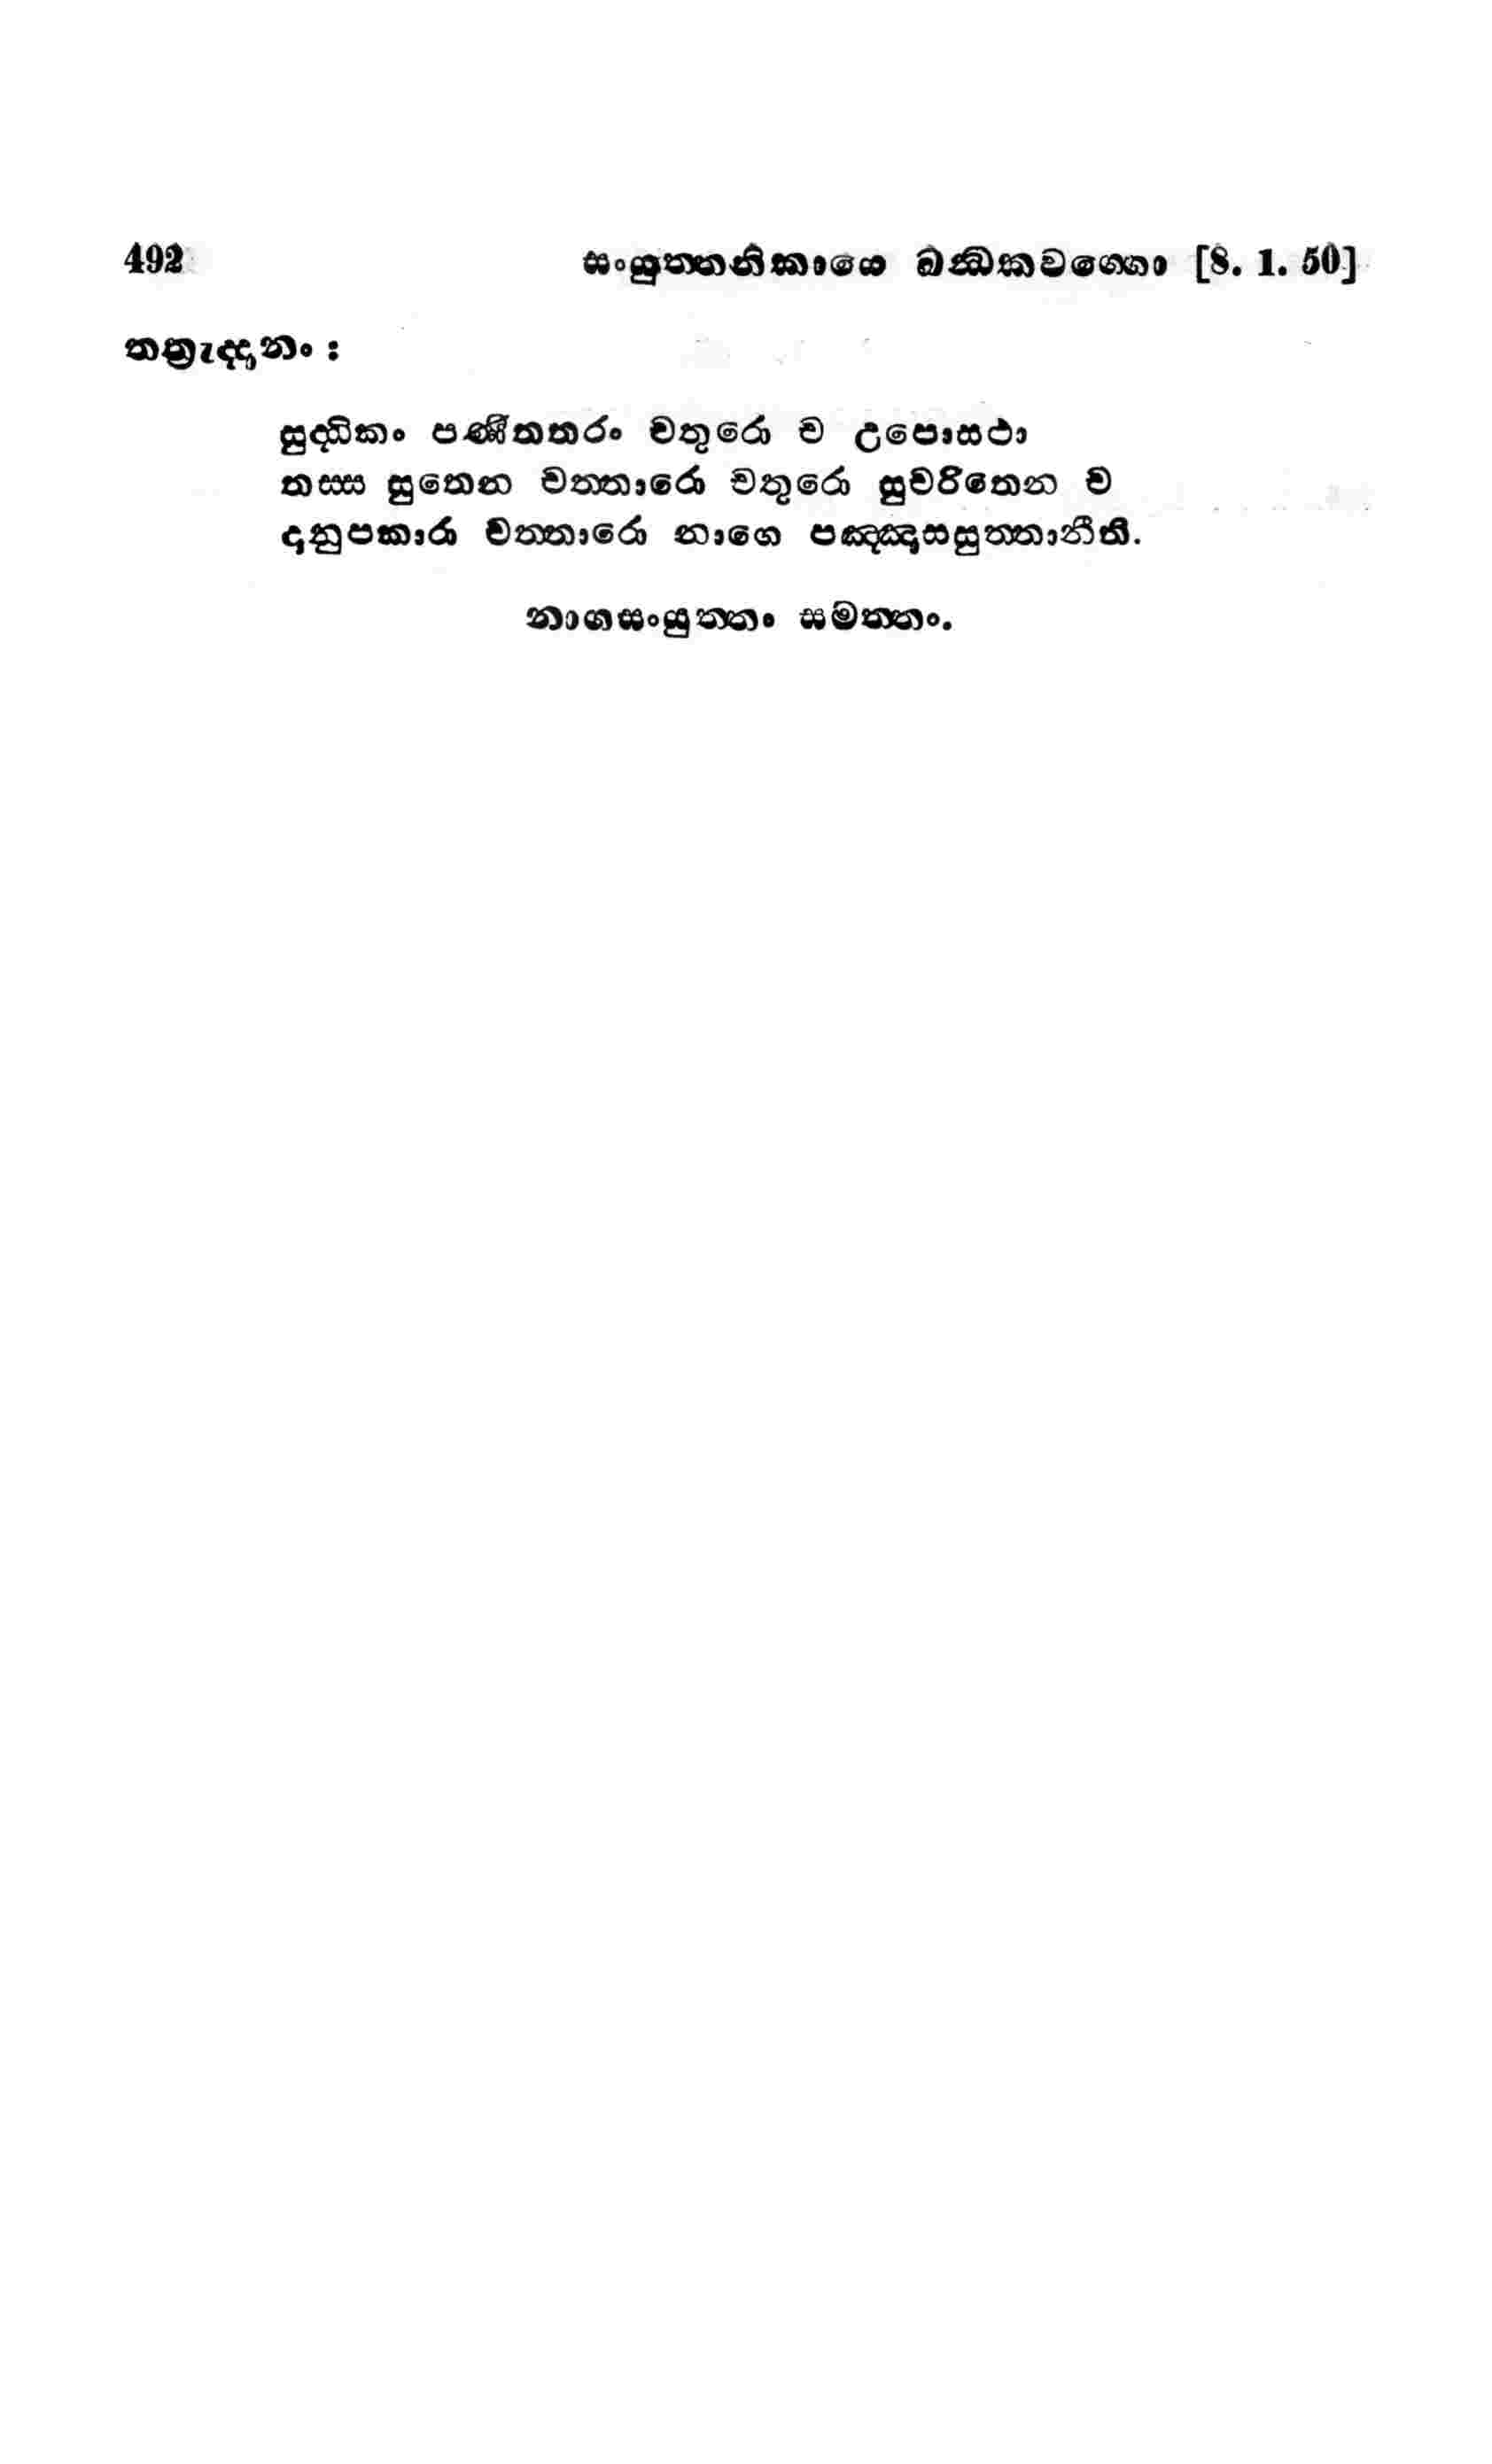 492 සංයුත්තනිකායෙ ඛන්ධකවග්ගො [8. 1. 50]
තත්‍රැද්දානං :
සුද්ධිකං පණීතතරං චතුරො ච උපොසථා
තස්ස සුතෙන චත්තාරො චතුරො සුචරිතෙන ච
දානුපකාරා චත්තාරො නාගෙ පඤ්ඤාසසුත්තානීති.
නාගසංයුත්තං සමත්තං.